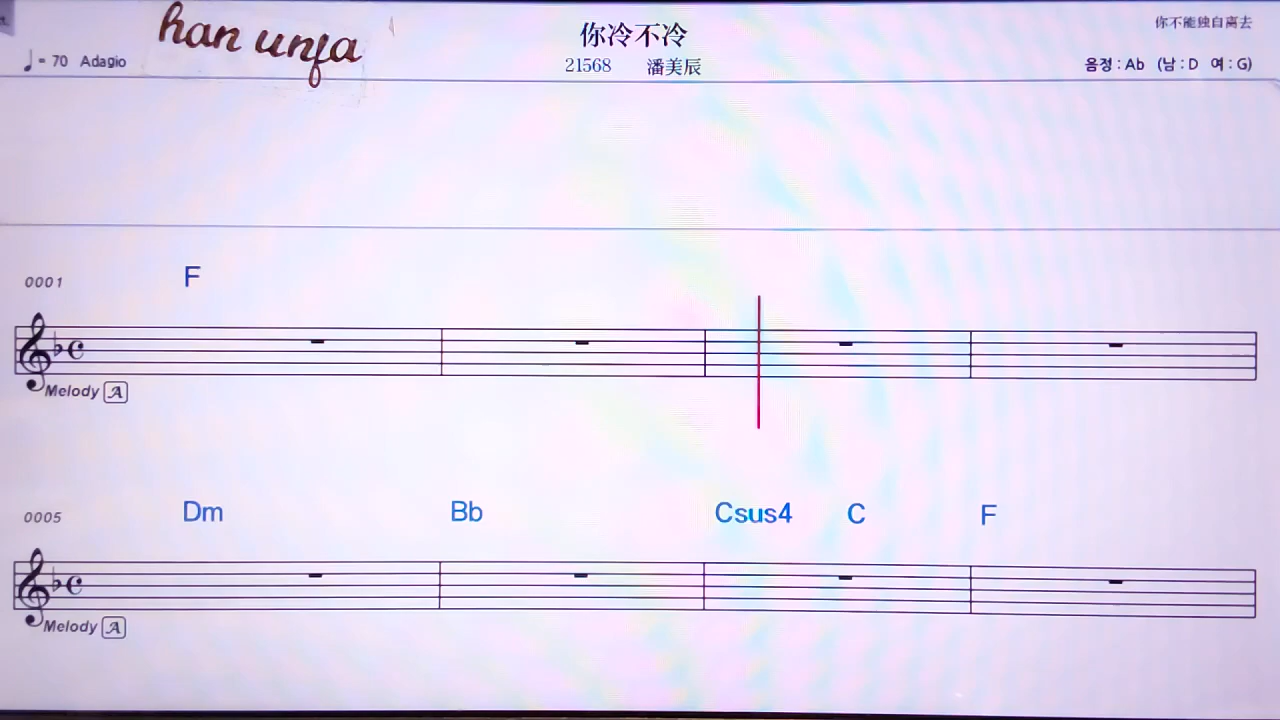 han unfa
你冷不冷
你不能独自离去
♩= 70 Adagio
21568 潘美辰
음정 : Ab (남 : D 여 : G)
0001 F
Melody A
0005 Dm Bb Csus4 C F
Melody A